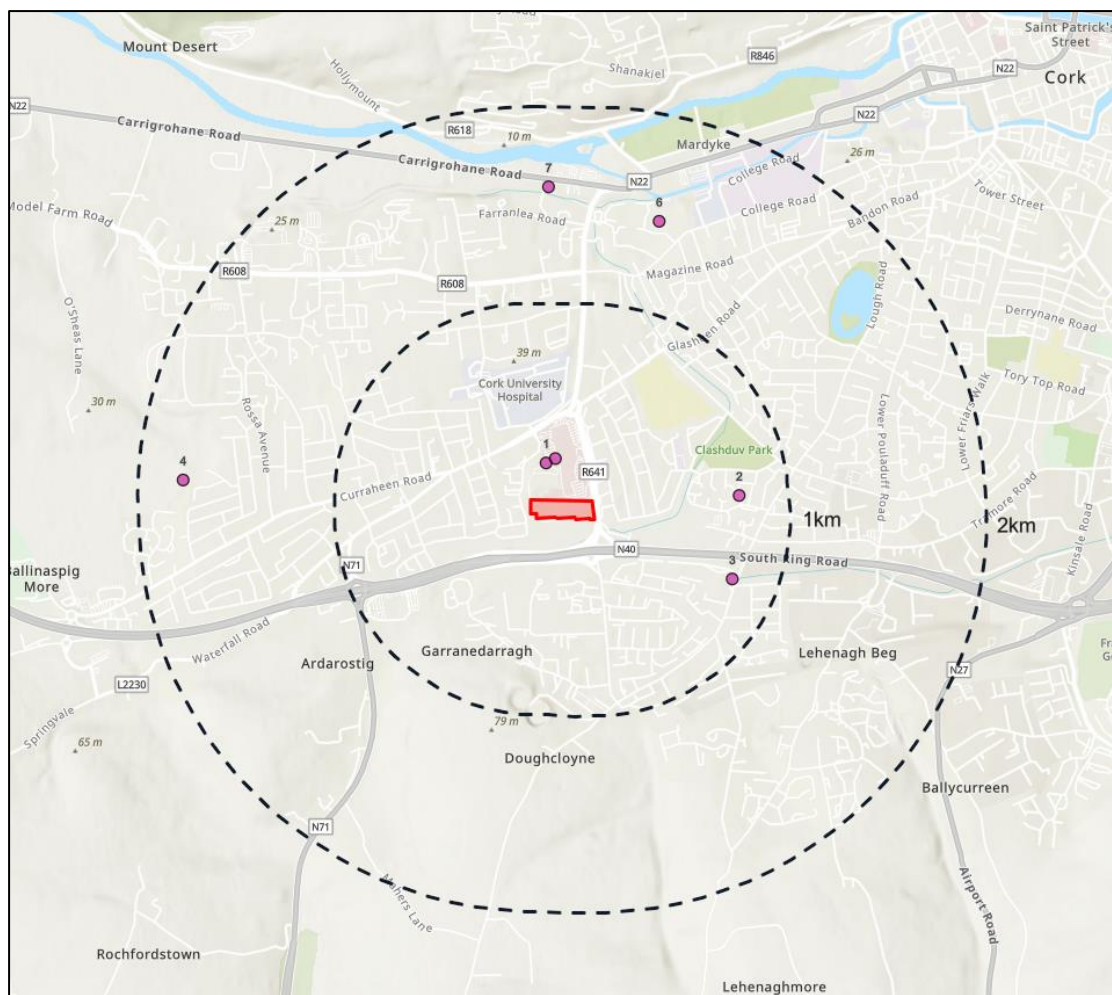 Mount Desert
Saint Patrick's
Street
R846
Shanakiel
N22
Cork
Hollymount
N22
N22
Carrigrohane Road
R618
10 m
Mardyke
26 m
Carrigrohane Road
7
N22
College Road
Tower Street
6
College Road
Bandon Road
Model Farm Road
25 m
Farranlea Road
R608
R608
Magazine Road
O'Sheas Lane
Glasheen Road
Lough Road
Derrynane Road
39 m
Cork University
Hospital
Tory Top Road
30 m
Rossa Avenue
Lower Pouladuff Road
Lower Friars Walk
4
1
Clashduv Park
R641
Curraheen Road
2
Tramore Road
1km
2km
Kinsale Road
N40
South Ring Road
N71
Ballinaspig
More
3
Waterfall Road
Garranedarragh
Lehenagh Beg
Ardarostig
N27
L2230
Springvale
65 m
79 m
Doughcloyne
Ballycurreen
N71
Mahers Lane
Airport Road
Rochfordstown
Lehenaghmore